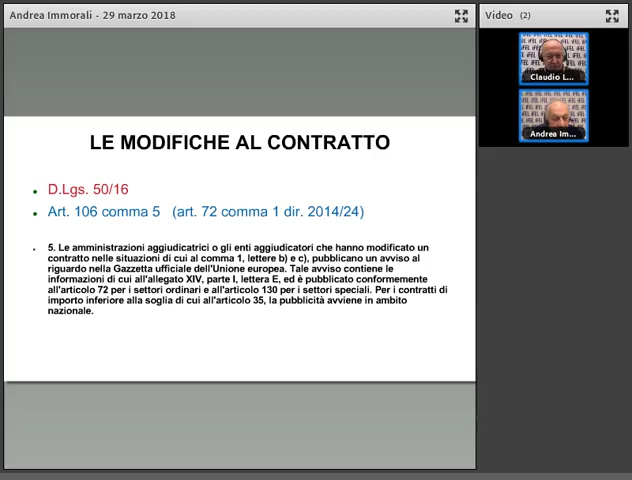 Andrea Immorali - 29 marzo 2018
Video (2)
iFEL
Claudio L...
iFEL
Andrea Im...
LE MODIFICHE AL CONTRATTO
D.Lgs. 50/16
Art. 106 comma 5 (art. 72 comma 1 dir. 2014/24)
5. Le amministrazioni aggiudicatrici o gli enti aggiudicatori che hanno modificato un
contratto nelle situazioni di cui al comma 1, lettere b) e c), pubblicano un avviso al
riguardo nella Gazzetta ufficiale dell'Unione europea. Tale avviso contiene le
informazioni di cui all'allegato XIV, parte I, lettera E, ed è pubblicato conformemente
all'articolo 72 per i settori ordinari e all'articolo 130 per i settori speciali. Per i contratti di
importo inferiore alla soglia di cui all'articolo 35, la pubblicità avviene in ambito
nazionale.